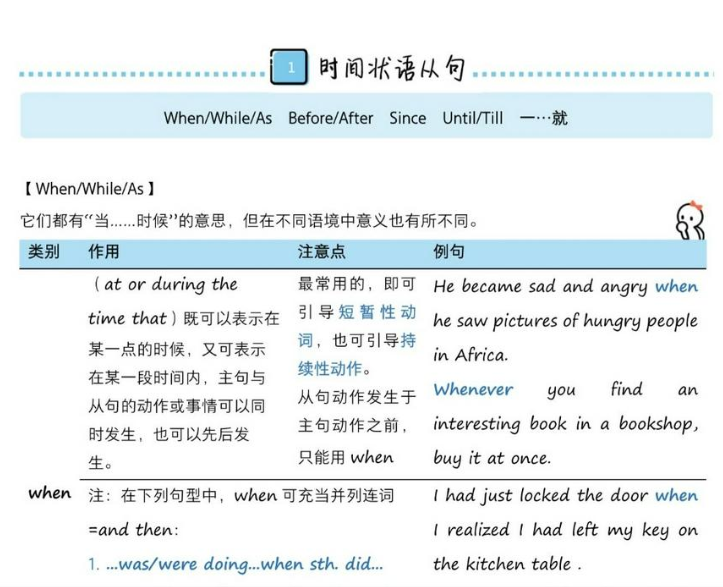 1 时间状语从句
When/While/As Before/After Since Until/Till 一…就
【 When/While/As 】
它们都有“当……时候”的意思，但在不同语境中意义也有所不同。
类别 作用 注意点 例句
when
（at or during the
time that）既可以表示在
某一点的时候，又可表示
在某一段时间内，主句与
从句的动作或事情可以同
时发生，也可以先后发
生。
最常用的，即可
引导短暂性动
词，也可引导持
续性动作。
从句动作发生于
主句动作之前，
只能用 when
He became sad and angry when
he saw pictures of hungry people
in Africa.
Whenever you find an
interesting book in a bookshop,
buy it at once.
注：在下列句型中，when 可充当并列连词
=and then:
1. …was/were doing…when sth. did…
I had just locked the door when
I realized I had left my key on
the kitchen table .